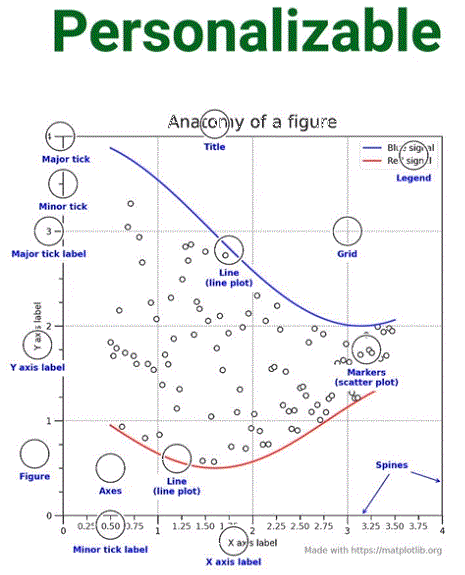 Personalizable
Anatomy of a figure
4
Blue signal
Red signal
Major tick
Title
Legend
Minor tick
3
Major tick label
Grid
Line
(line plot)
2
Y axis label
Y axis label
Markers
(scatter plot)
1
Figure
Axes
Line
(line plot)
Spines
0
0 0.25 0.50 0.75 1 1.25 1.50 1.75 2 2.25 2.50 2.75 3 3.25 3.50 3.75 4
Minor tick label
X axis label
X axis label
Made with https://matplotlib.org